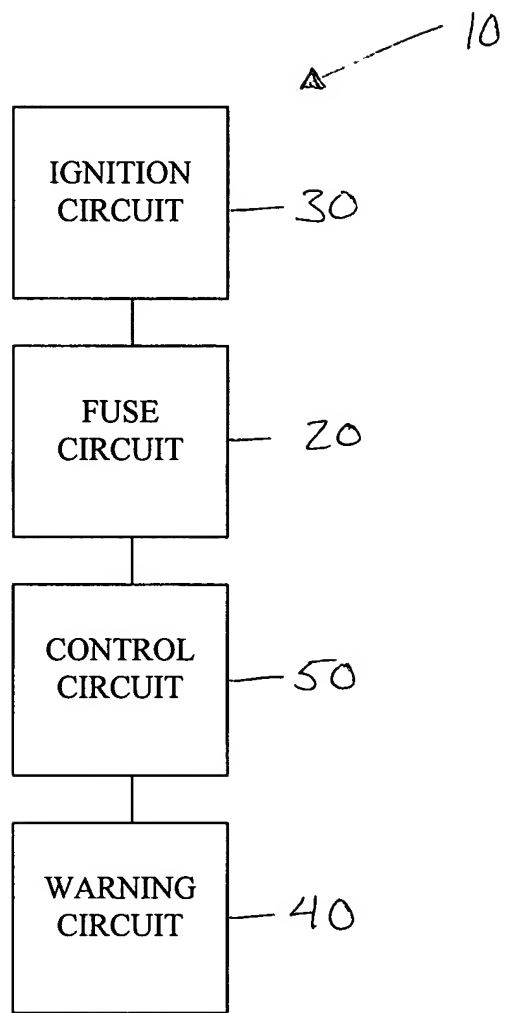 10
IGNITION
CIRCUIT
30
FUSE
CIRCUIT
20
CONTROL
CIRCUIT
50
WARNING
CIRCUIT
40